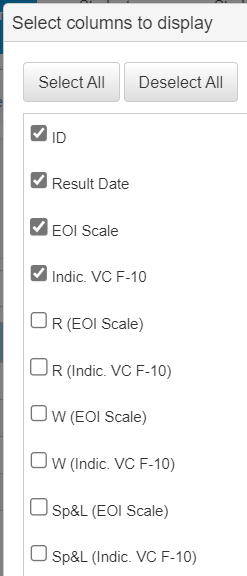 Select columns to display
Select All
Deselect All
ID
Result Date
EOI Scale
Indic. VC F-10
R (EOI Scale)
R (Indic. VC F-10)
W (EOI Scale)
W (Indic. VC F-10)
Sp&L (EOI Scale)
Sp&L (Indic. VC F-10)